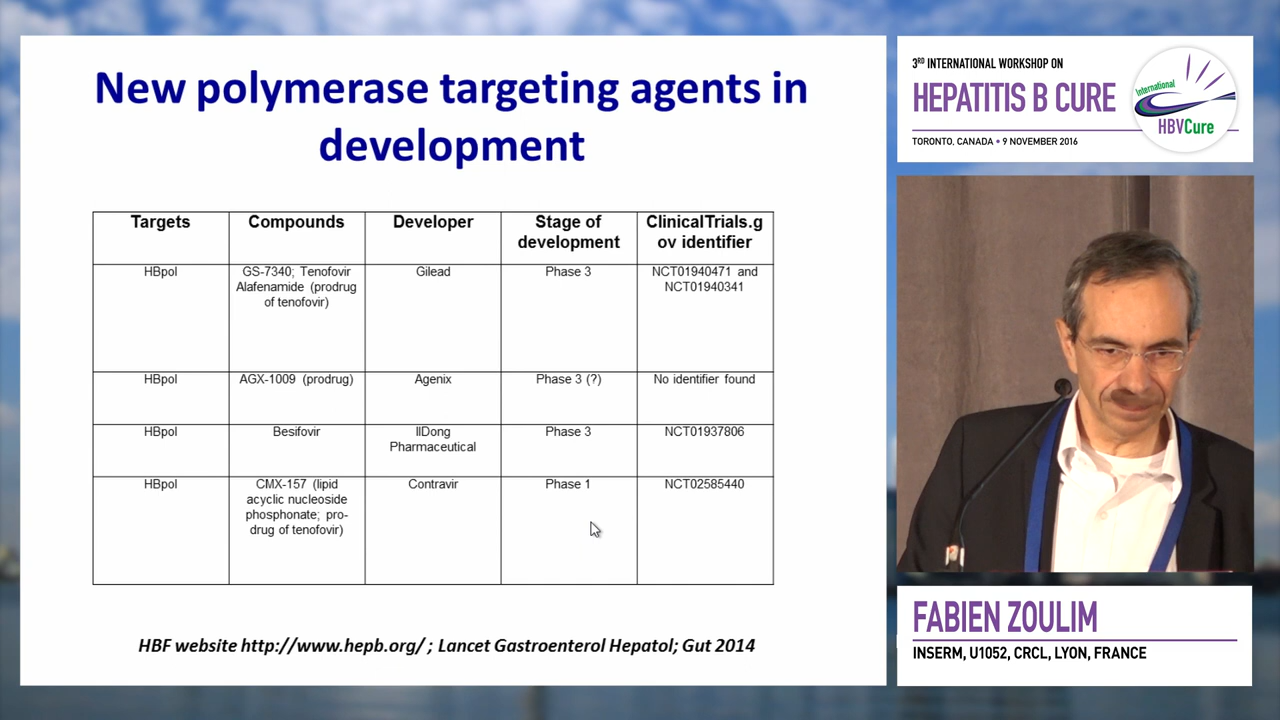 New polymerase targeting agents in
development
Targets
Compounds
Developer
Stage of
development
ClinicalTrials.g
ov identifier
HBpol
GS-7340; Tenofovir
Alafenamide (prodrug
of tenofovir)
Gilead
Phase 3
NCT01940471 and
NCT01940341
HBpol
AGX-1009 (prodrug)
Agenix
Phase 3 (?)
No identifier found
HBpol
Besifovir
IlDong
Pharmaceutical
Phase 3
NCT01937806
HBpol
CMX-157 (lipid
acyclic nucleoside
phosphonate; pro-
drug of tenofovir)
Contravir
Phase 1
NCT02585440
HBF website http://www.hepb.org/ ; Lancet Gastroenterol Hepatol; Gut 2014
3RD INTERNATIONAL WORKSHOP ON
HEPATITIS B CURE
TORONTO, CANADA • 9 NOVEMBER 2016
International
HBVCure
FABIEN ZOULIM
INSERM, U1052, CRCL, LYON, FRANCE